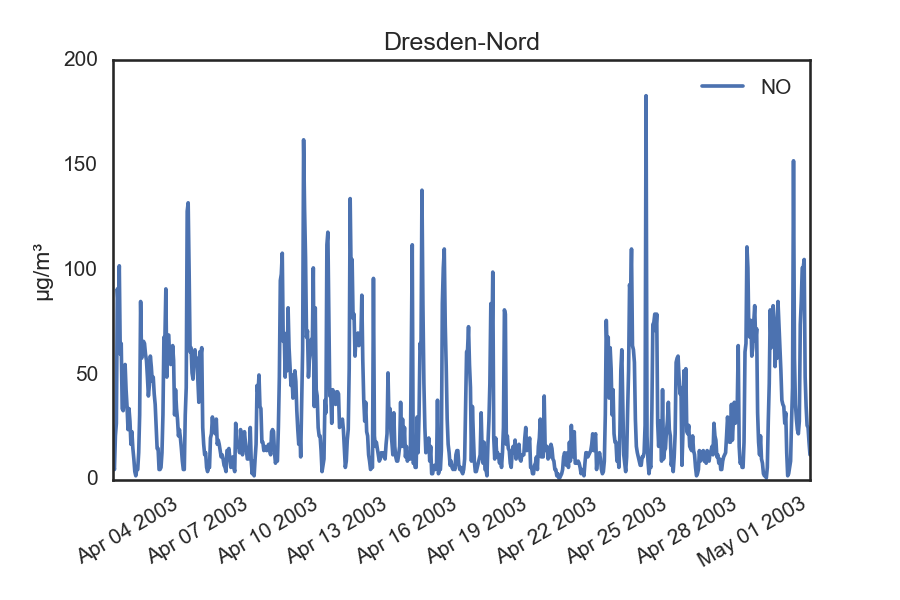 Dresden-Nord
NO
µg/m³
200
150
100
50
0
Apr 04 2003
Apr 07 2003
Apr 10 2003
Apr 13 2003
Apr 16 2003
Apr 19 2003
Apr 22 2003
Apr 25 2003
Apr 28 2003
May 01 2003